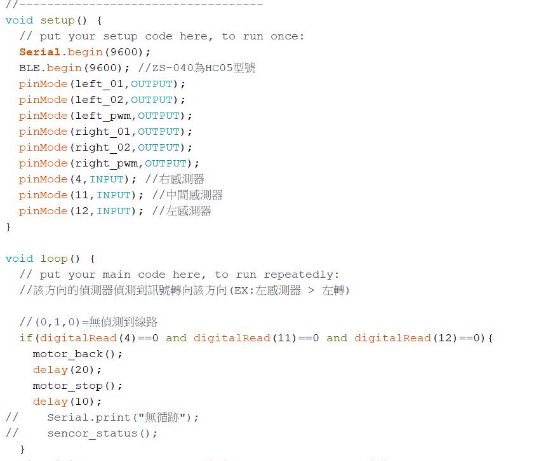 //-----------------------------------
void setup() {
  // put your setup code here, to run once:
  Serial.begin(9600);
  BLE.begin(9600); //ZS-040為HC05型號
  pinMode(left_01,OUTPUT);
  pinMode(left_02,OUTPUT);
  pinMode(left_pwm,OUTPUT);
  pinMode(right_01,OUTPUT);
  pinMode(right_02,OUTPUT);
  pinMode(right_pwm,OUTPUT);
  pinMode(4,INPUT); //右感測器
  pinMode(11,INPUT); //中間感測器
  pinMode(12,INPUT); //左感測器
}
void loop() {
  // put your main code here, to run repeatedly:
  //該方向的偵測器偵測到訊號轉向該方向(EX:左感測器 > 左轉)
  //(0,1,0)=無偵測到線路
  if(digitalRead(4)==0 and digitalRead(11)==0 and digitalRead(12)==0){
    motor_back();
    delay(20);
    motor_stop();
    delay(10);
//    Serial.print("無循跡");
//    sencor_status();
  }